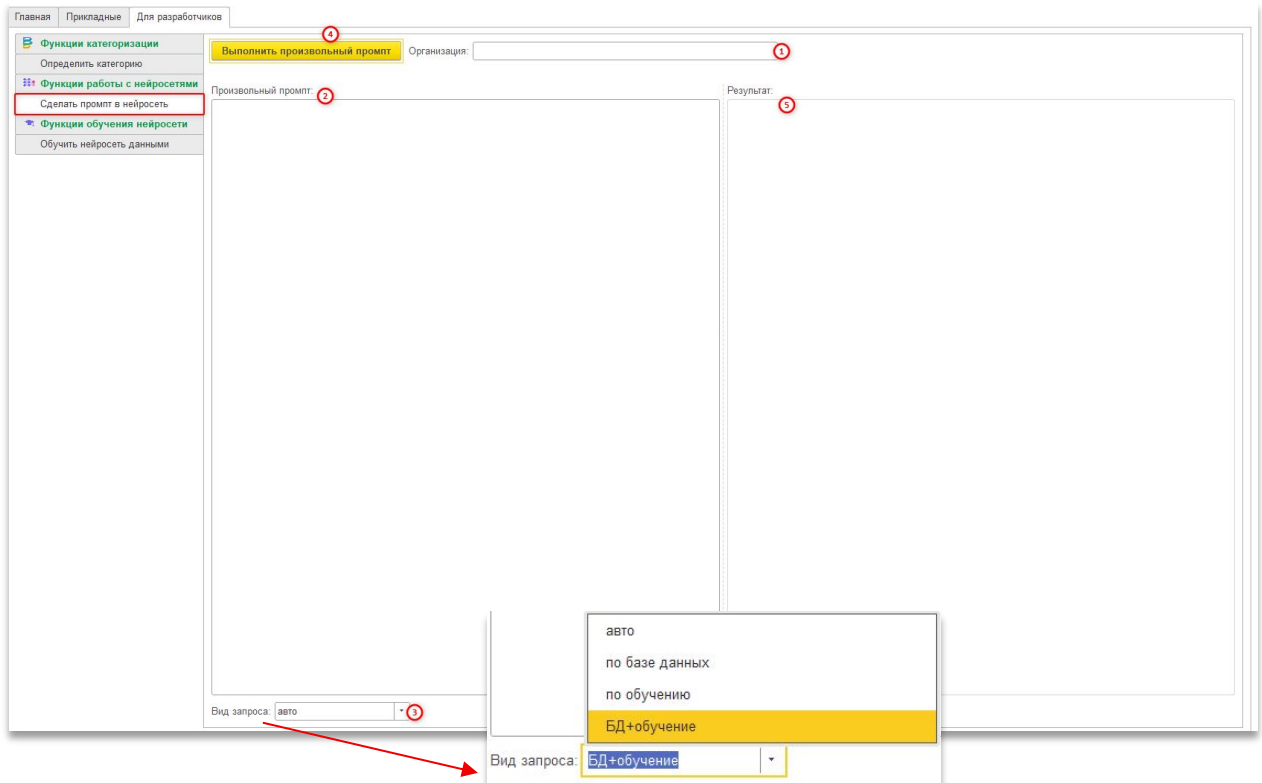 Главная Прикладные Для разработчиков
Функции категоризации
Определить категорию
Функции работы с нейросетями
Сделать промпт в нейросеть
Функции обучения нейросети
Обучить нейросеть данными
4
Выполнить произвольный промпт Организация: 1
Произвольный промпт: 2
Результат:
5
Вид запроса: авто 3
авто
по базе данных
по обучению
БД+обучение
Вид запроса: БД+обучение